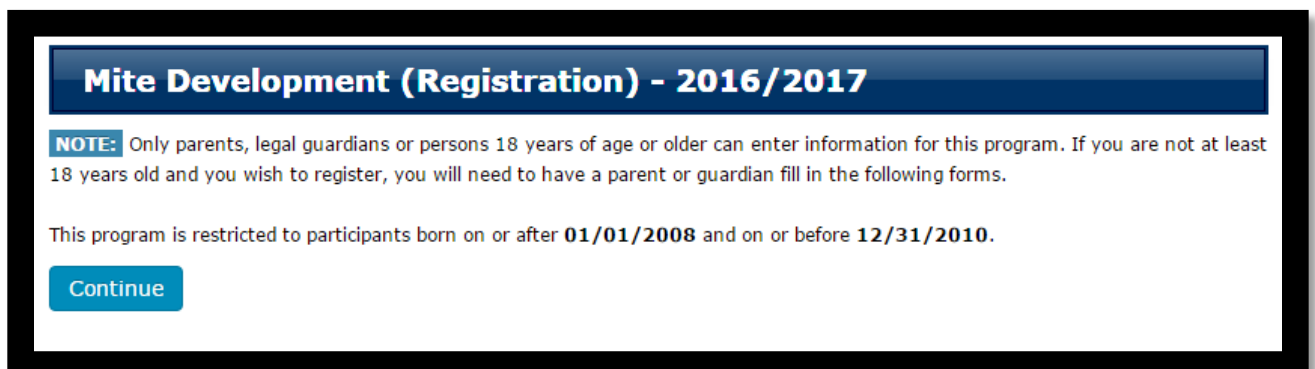 Mite Development (Registration) - 2016/2017
NOTE: Only parents, legal guardians or persons 18 years of age or older can enter information for this program. If you are not at least
18 years old and you wish to register, you will need to have a parent or guardian fill in the following forms.
This program is restricted to participants born on or after 01/01/2008 and on or before 12/31/2010.
Continue